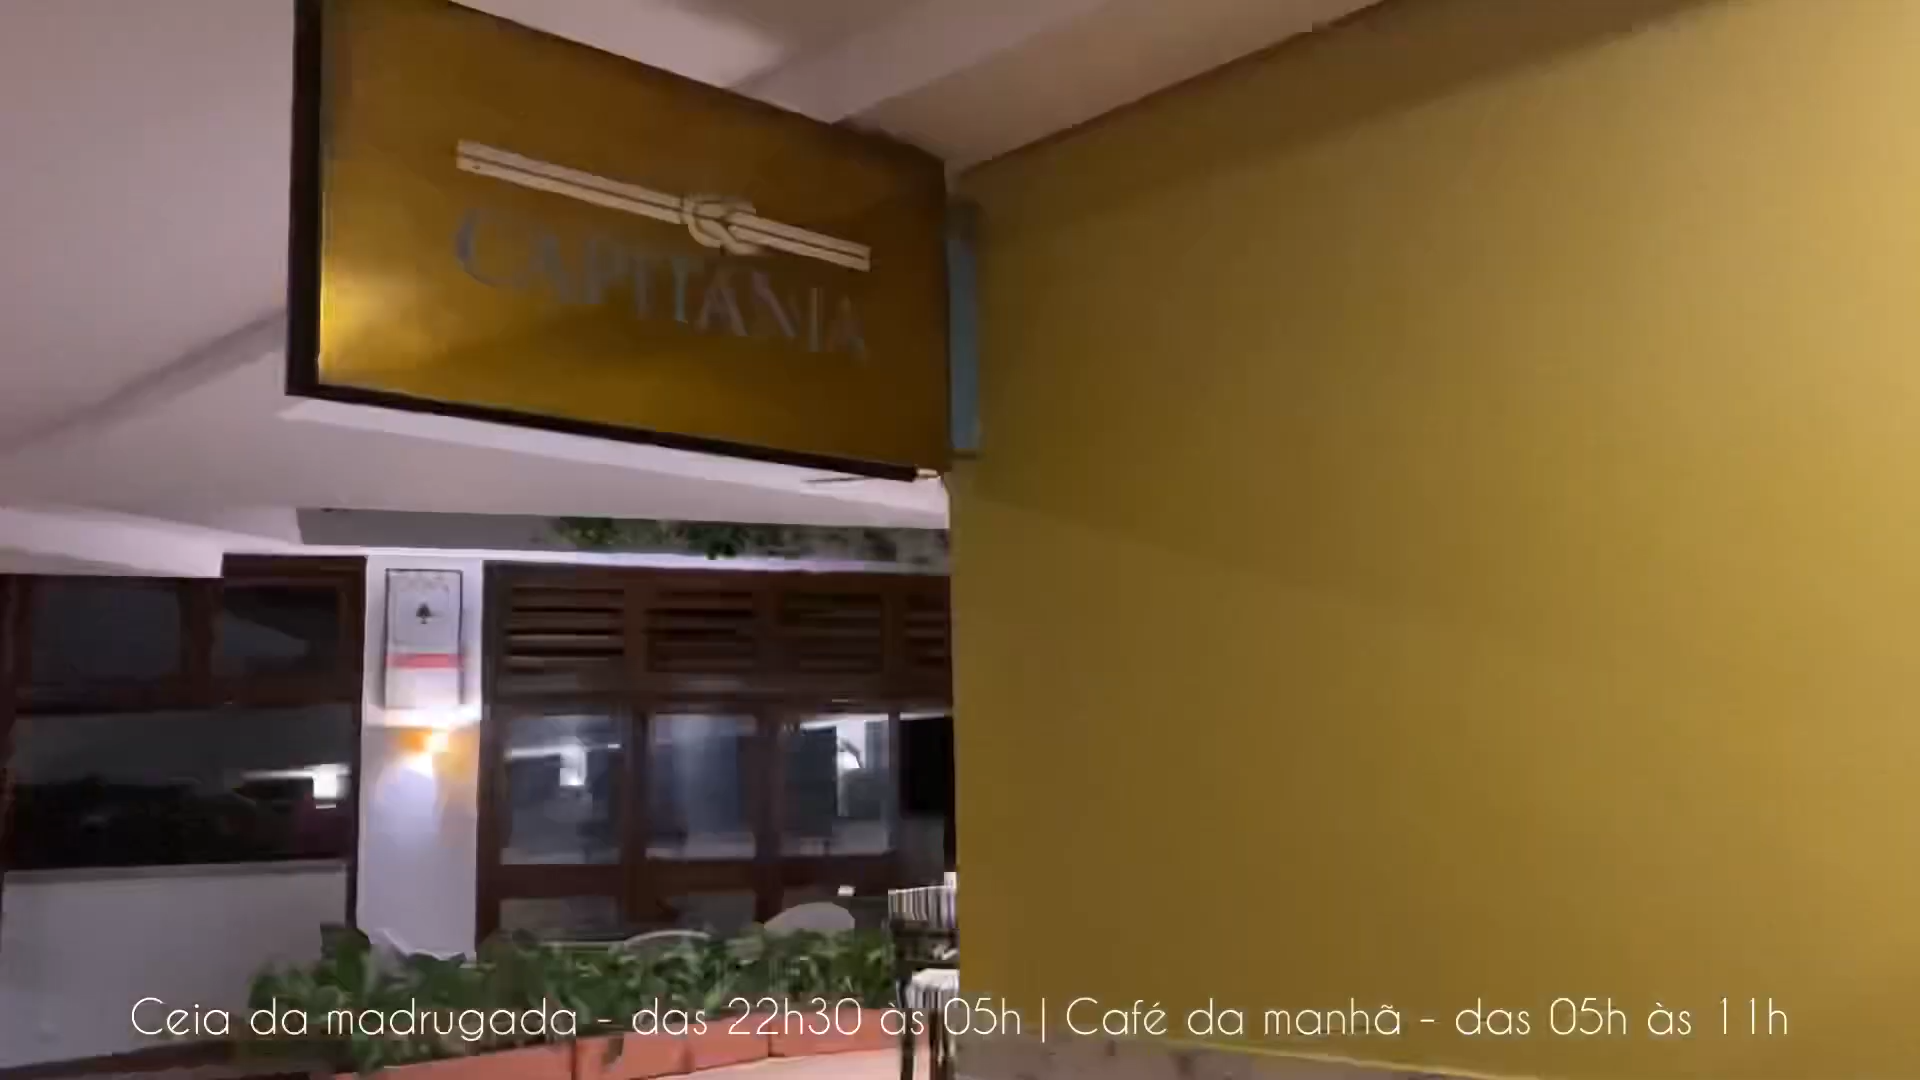 CAPITANIA
Ceia da madrugada - das 22h30 às 05h | Café da manhã - das 05h às 11h